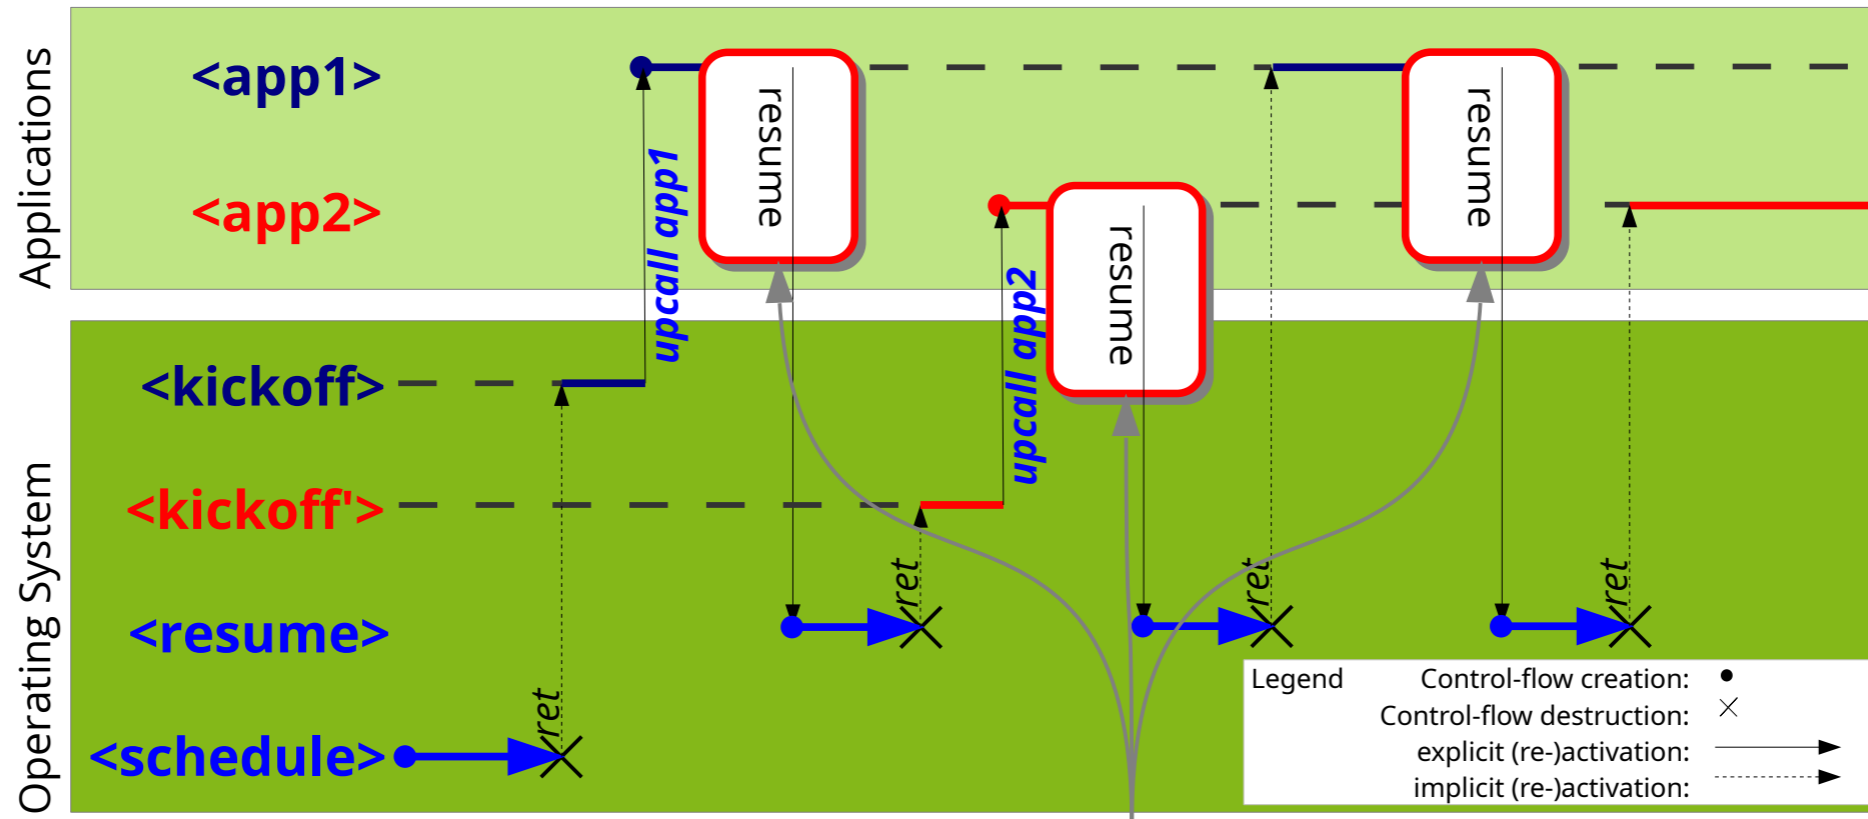 Applications
<app1>
<app2>
upcall app1
resume
upcall app2
resume
resume
Operating System
<kickoff>
<kickoff'>
<resume>
<schedule>
ret
ret
ret
ret
Legend
Control-flow creation:
Control-flow destruction:
explicit (re-)activation:
implicit (re-)activation: